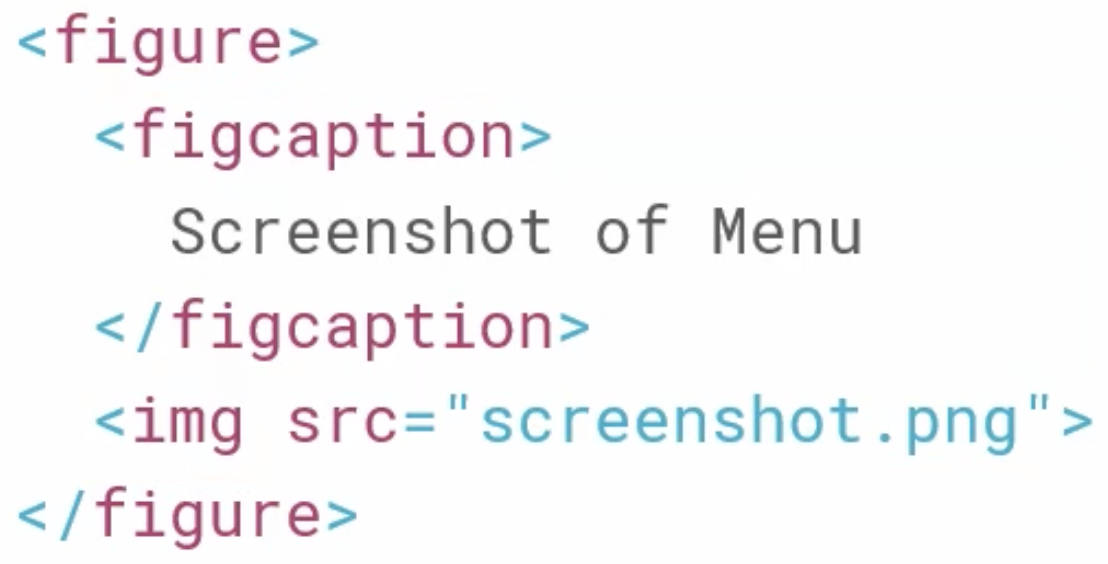 <figure>
  <figcaption>
    Screenshot of Menu
  </figcaption>
  <img src="screenshot.png">
</figure>